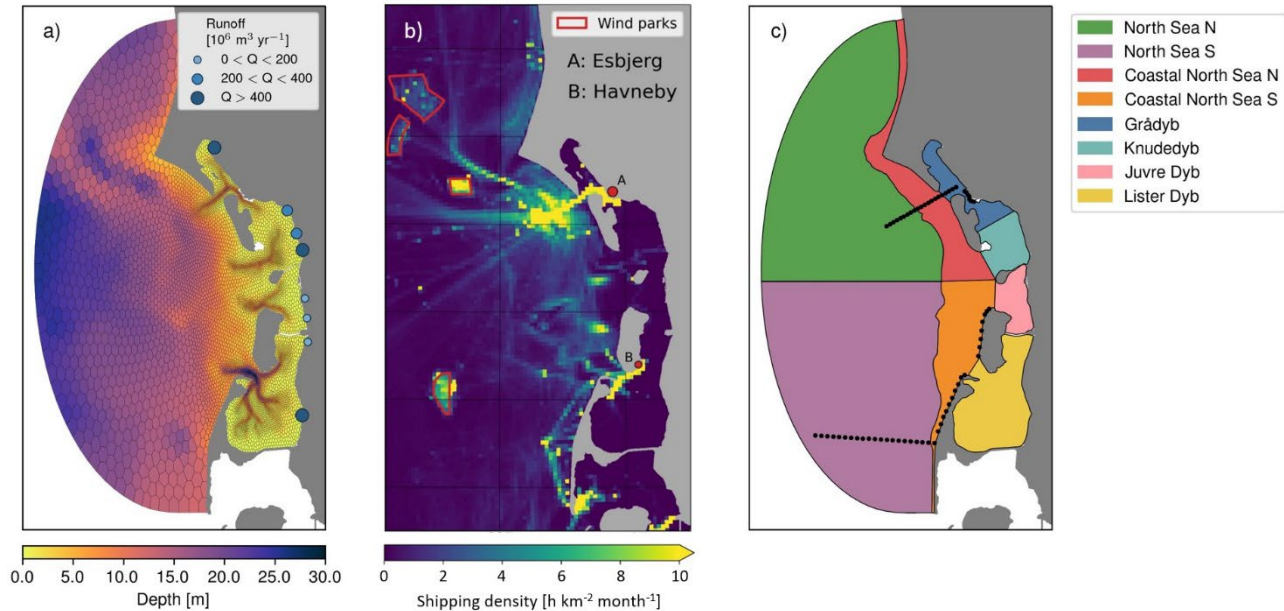 a)
Runoff
[10⁶ m³ yr⁻¹]
0 < Q < 200
200 < Q < 400
Q > 400
0.0 5.0 10.0 15.0 20.0 25.0 30.0
Depth [m]
b)
Wind parks
A: Esbjerg
B: Havneby
A
B
0 2 4 6 8 10
Shipping density [h km⁻² month⁻¹]
c)
North Sea N
North Sea S
Coastal North Sea N
Coastal North Sea S
Grådyb
Knudedyb
Juvre Dyb
Lister Dyb